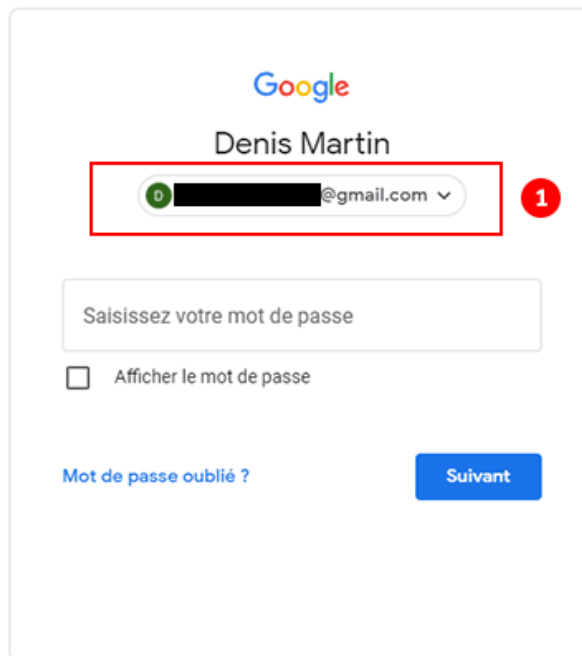 Google
Denis Martin
D @gmail.com
1
Saisissez votre mot de passe
Afficher le mot de passe
Mot de passe oublié ?
Suivant